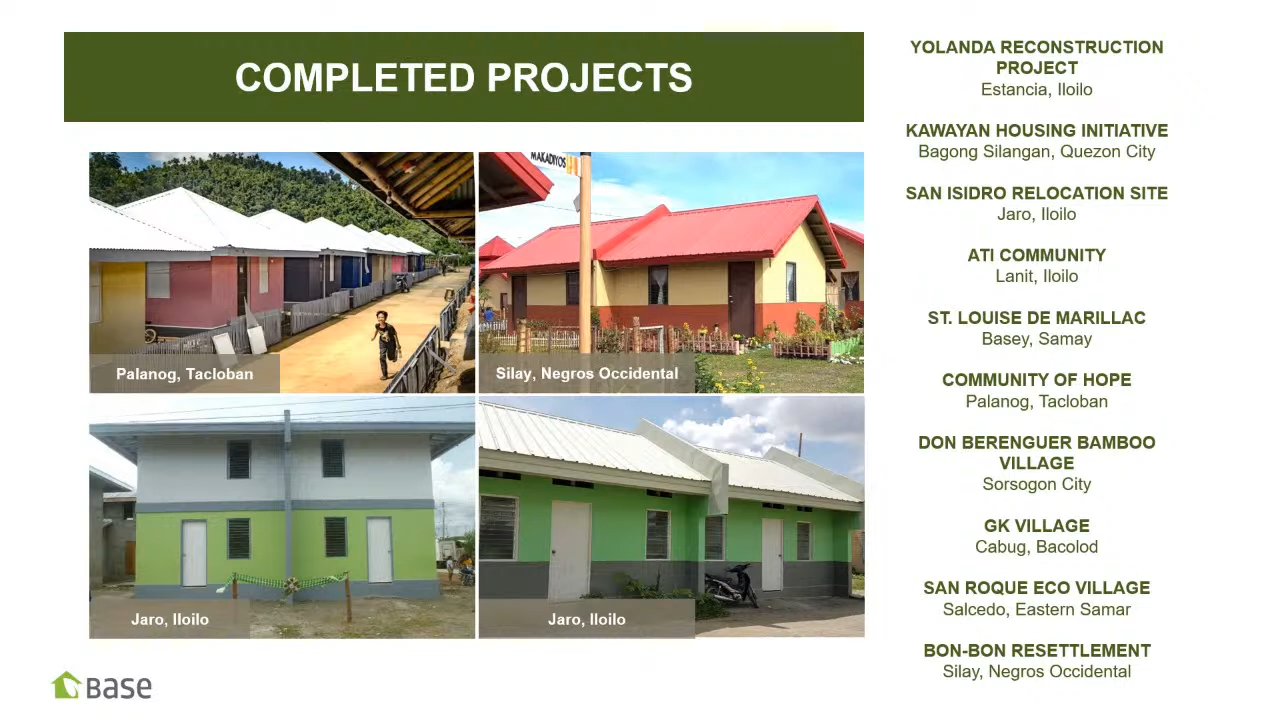 COMPLETED PROJECTS
MAKADIYOS
Palanog, Tacloban
Silay, Negros Occidental
Jaro, Iloilo
Jaro, Iloilo
BASE
YOLANDA RECONSTRUCTION
PROJECT
Estancia, Iloilo
KAWAYAN HOUSING INITIATIVE
Bagong Silangan, Quezon City
SAN ISIDRO RELOCATION SITE
Jaro, Iloilo
ATI COMMUNITY
Lanit, Iloilo
ST. LOUISE DE MARILLAC
Basey, Samay
COMMUNITY OF HOPE
Palanog, Tacloban
DON BERENGUER BAMBOO
VILLAGE
Sorsogon City
GK VILLAGE
Cabug, Bacolod
SAN ROQUE ECO VILLAGE
Salcedo, Eastern Samar
BON-BON RESETTLEMENT
Silay, Negros Occidental